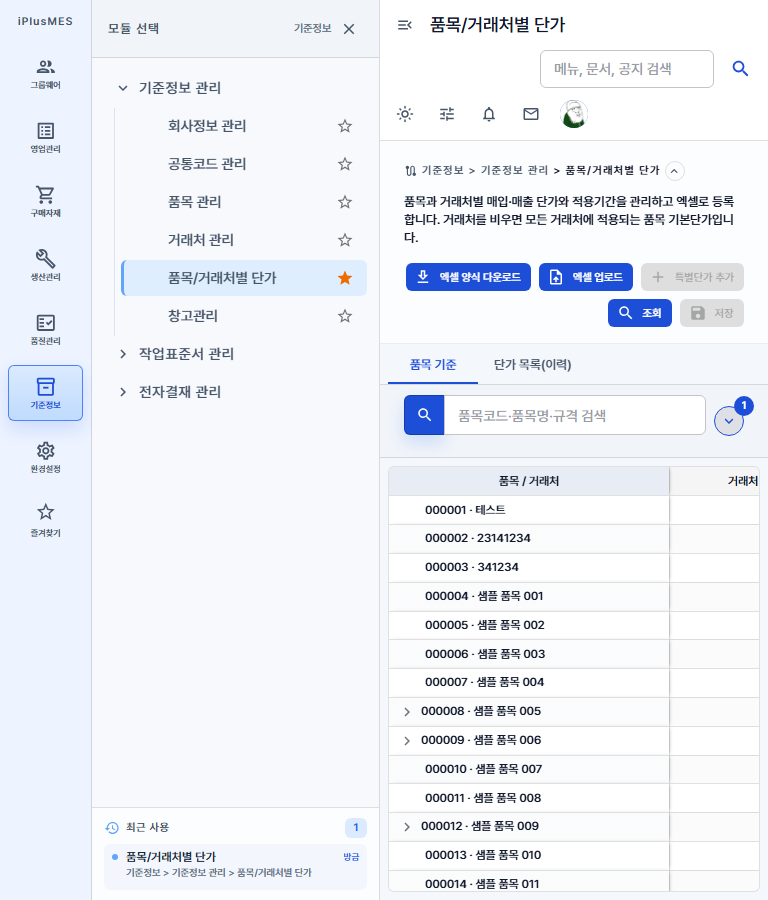 iPlusMES
그룹웨어
영업관리
구매자재
생산관리
품질관리
기준정보
환경설정
즐겨찾기
모듈 선택
기준정보
기준정보 관리
회사정보 관리
공통코드 관리
품목 관리
거래처 관리
품목/거래처별 단가
창고관리
작업표준서 관리
전자결재 관리
최근 사용
1
품목/거래처별 단가
방금
기준정보 > 기준정보 관리 > 품목/거래처별 단가
품목/거래처별 단가
메뉴, 문서, 공지 검색
기준정보 > 기준정보 관리 > 품목/거래처별 단가
품목과 거래처별 매입·매출 단가와 적용기간을 관리하고 엑셀로 등록
합니다. 거래처를 비우면 모든 거래처에 적용되는 품목 기본단가입니
다.
엑셀 양식 다운로드
엑셀 업로드
특별단가 추가
조회
저장
품목 기준
단가 목록(이력)
품목코드·품목명·규격 검색
1
품목 / 거래처
거래처
000001 · 테스트
000002 · 23141234
000003 · 341234
000004 · 샘플 품목 001
000005 · 샘플 품목 002
000006 · 샘플 품목 003
000007 · 샘플 품목 004
000008 · 샘플 품목 005
000009 · 샘플 품목 006
000010 · 샘플 품목 007
000011 · 샘플 품목 008
000012 · 샘플 품목 009
000013 · 샘플 품목 010
000014 · 샘플 품목 011